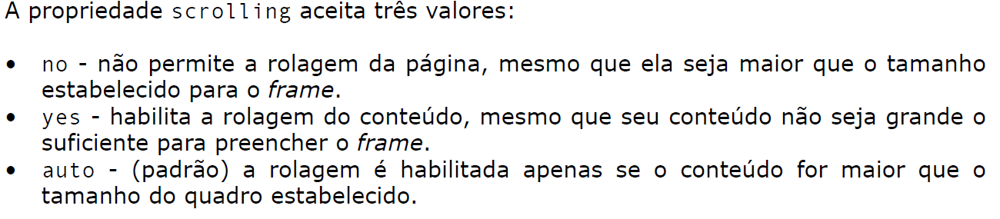 A propriedade scrolling aceita três valores:
• no - não permite a rolagem da página, mesmo que ela seja maior que o tamanho
estabelecido para o frame.
• yes - habilita a rolagem do conteúdo, mesmo que seu conteúdo não seja grande o
suficiente para preencher o frame.
• auto - (padrão) a rolagem é habilitada apenas se o conteúdo for maior que o
tamanho do quadro estabelecido.